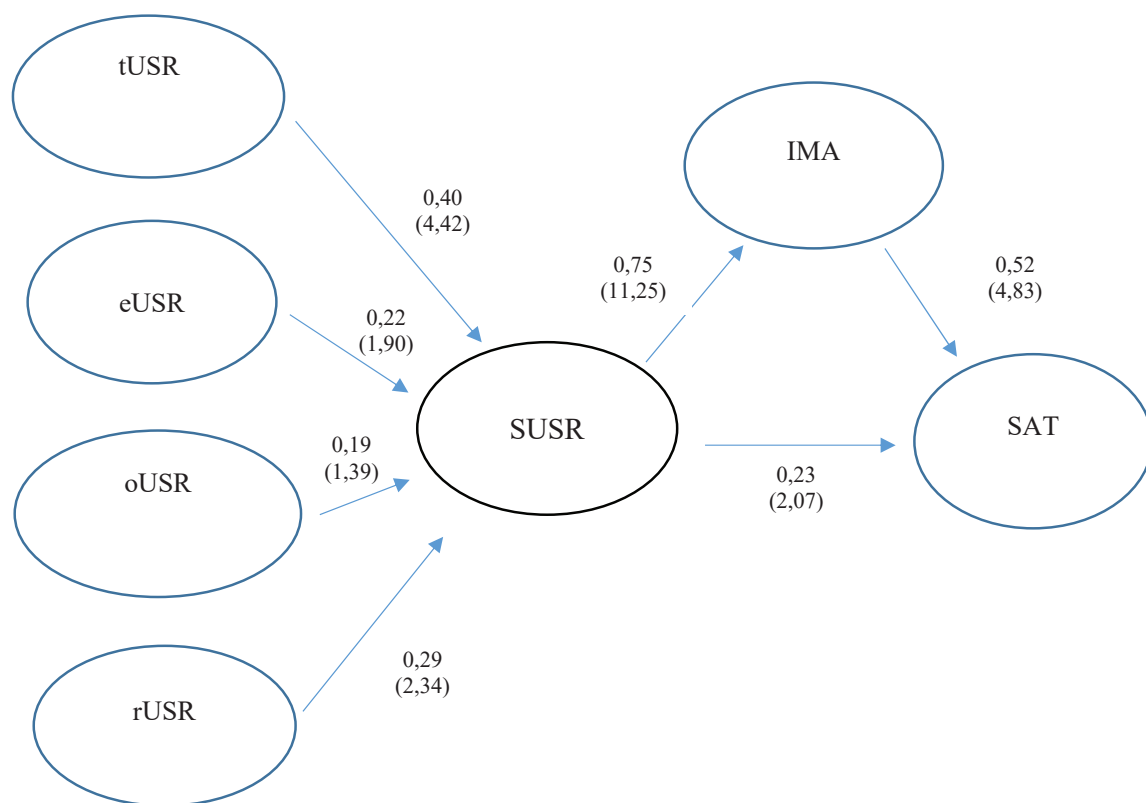 tUSR
IMA
0,40
(4,42)
0,75
(11,25)
0,52
(4,83)
eUSR
0,22
(1,90)
SUSR
SAT
oUSR
0,19
(1,39)
0,23
(2,07)
0,29
(2,34)
rUSR